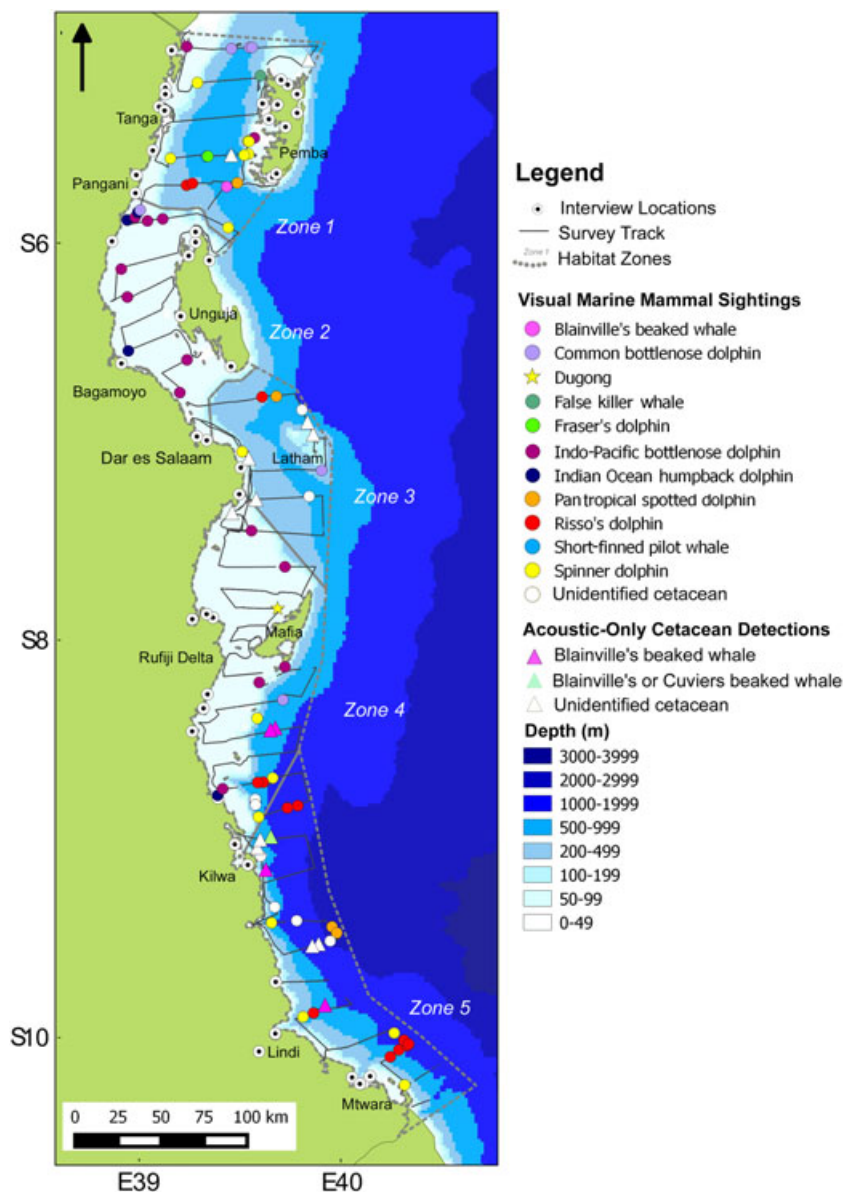 Tanga
Pemba
Pangani
Zone 1
S6
Unguja
Zone 2
Bagamoyo
Dar es Salaam
Latham
Zone 3
Mafia
S8
Rufiji Delta
Zone 4
Kilwa
Zone 5
S10
Lindi
Mtwara
0 25 50 75 100 km
E39 E40
Legend
Interview Locations
Survey Track
Zone 1
Habitat Zones
Visual Marine Mammal Sightings
Blainville's beaked whale
Common bottlenose dolphin
Dugong
False killer whale
Fraser's dolphin
Indo-Pacific bottlenose dolphin
Indian Ocean humpback dolphin
Pantropical spotted dolphin
Risso's dolphin
Short-finned pilot whale
Spinner dolphin
Unidentified cetacean
Acoustic-Only Cetacean Detections
Blainville's beaked whale
Blainville's or Cuviers beaked whale
Unidentified cetacean
Depth (m)
3000-3999
2000-2999
1000-1999
500-999
200-499
100-199
50-99
0-49